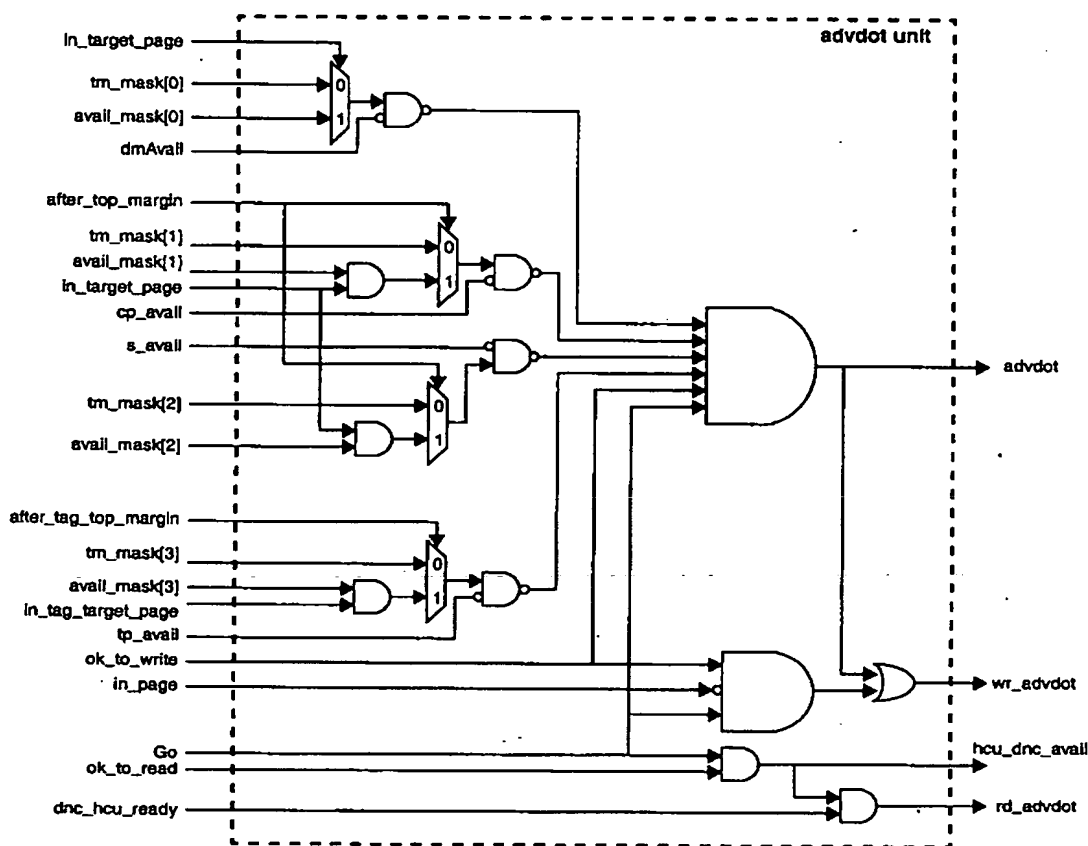 in_target_page
advdot unit
tm_mask[0]
0
avail_mask[0]
1
dmAvail
after_top_margin
tm_mask[1]
0
avail_mask[1]
in_target_page
1
cp_avail
s_avail
advdot
tm_mask[2]
0
avail_mask[2]
1
after_tag_top_margin
tm_mask[3]
0
avail_mask[3]
1
in_tag_target_page
tp_avail
ok_to_write
in_page
wr_advdot
Go
hcu_dnc_avail
ok_to_read
dnc_hcu_ready
rd_advdot